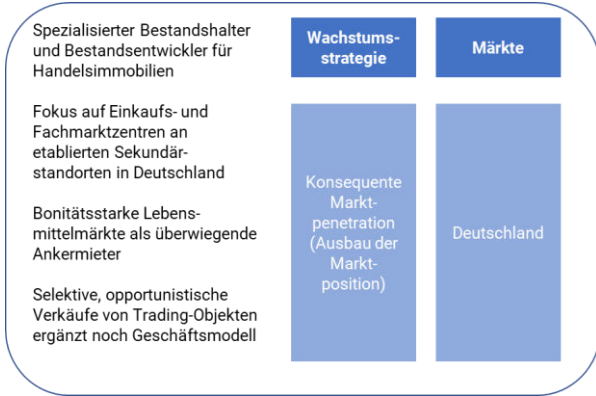 Spezialisierter Bestandshalter
und Bestandsentwickler für
Handelsimmobilien
Wachstums-
strategie
Märkte
Fokus auf Einkaufs- und
Fachmarktzentren an
etablierten Sekundär-
standorten in Deutschland
Bonitätsstarke Lebens-
mittelmärkte als überwiegende
Ankermieter
Selektive, opportunistische
Verkäufe von Trading-Objekten
ergänzt noch Geschäftsmodell
Konsequente
Markt-
penetration
(Ausbau der
Markt-
position)
Deutschland